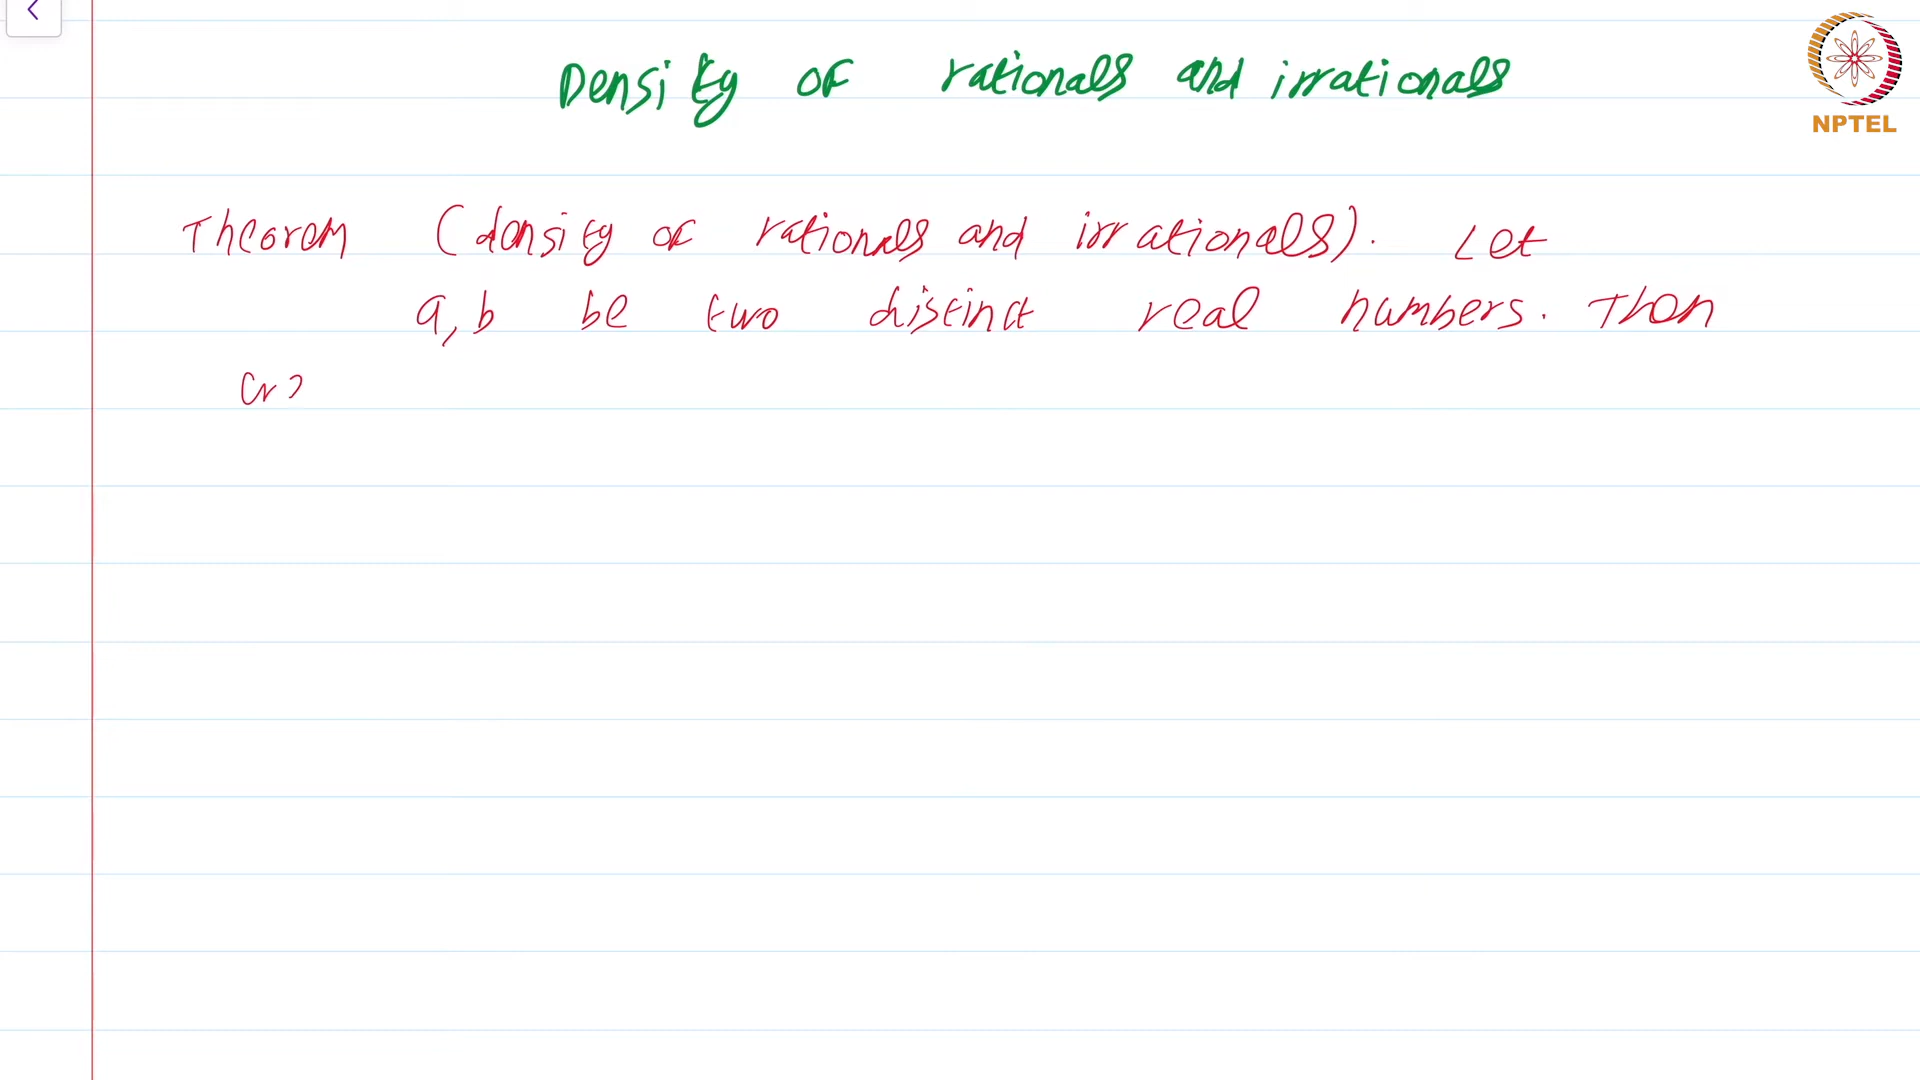 Density of rationals and irrationals
NPTEL
Theorem (density of rationals and irrationals). Let
a, b be two distinct real numbers. Then